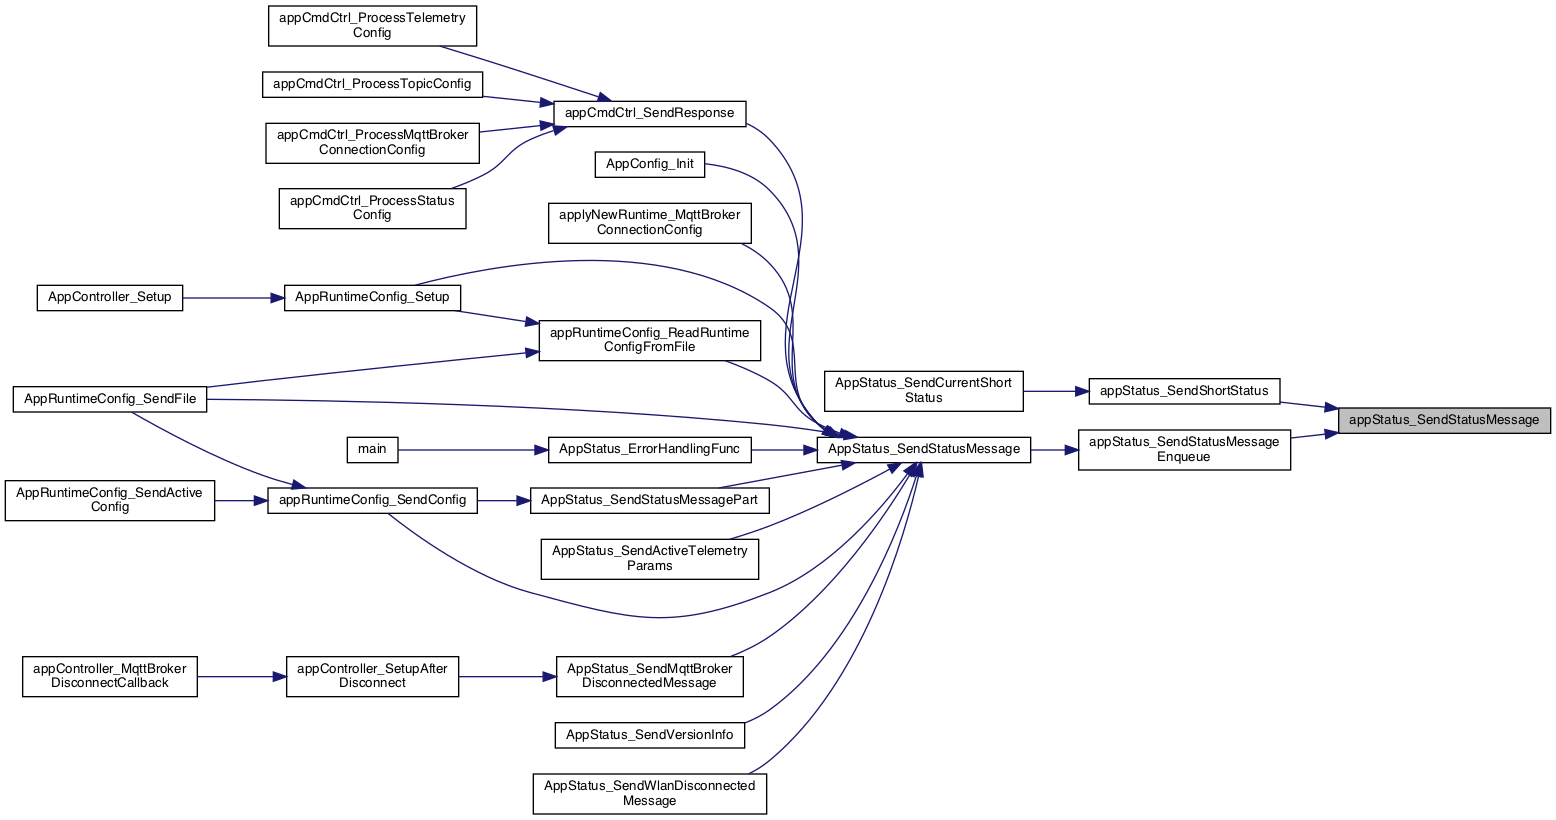 appCmdCtrl_ProcessTelemetry
Config
appCmdCtrl_ProcessTopicConfig
appCmdCtrl_SendResponse
appCmdCtrl_ProcessMqttBroker
ConnectionConfig
AppConfig_Init
appCmdCtrl_ProcessStatus
Config
applyNewRuntime_MqttBroker
ConnectionConfig
AppController_Setup
AppRuntimeConfig_Setup
appRuntimeConfig_ReadRuntime
ConfigFromFile
AppRuntimeConfig_SendFile
AppStatus_SendCurrentShort
Status
appStatus_SendShortStatus
appStatus_SendStatusMessage
main
AppStatus_ErrorHandlingFunc
AppStatus_SendStatusMessage
appStatus_SendStatusMessage
Enqueue
AppRuntimeConfig_SendActive
Config
appRuntimeConfig_SendConfig
AppStatus_SendStatusMessagePart
AppStatus_SendActiveTelemetry
Params
appController_MqttBroker
DisconnectCallback
appController_SetupAfter
Disconnect
AppStatus_SendMqttBroker
DisconnectedMessage
AppStatus_SendVersionInfo
AppStatus_SendWlanDisconnected
Message